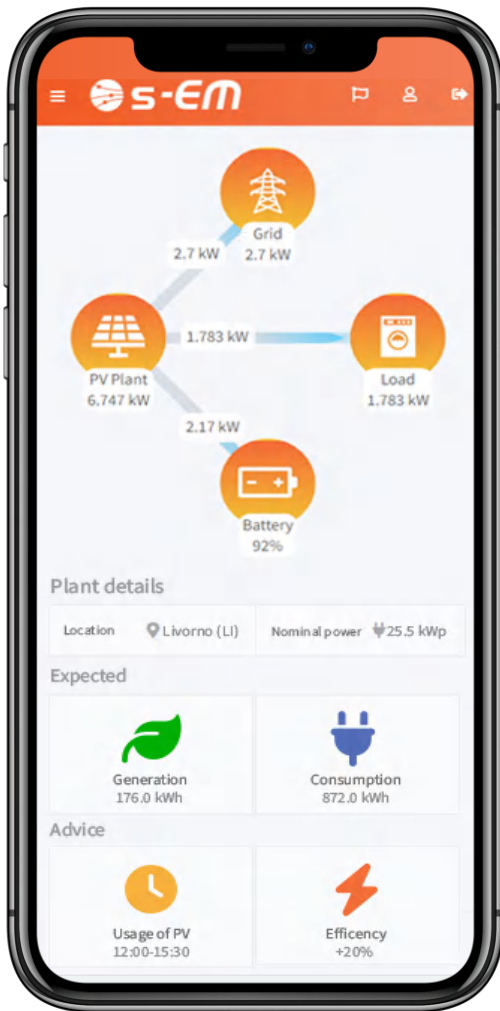 s-EM
Grid
2.7 kW
2.7 kW
1.783 kW
PV Plant
6.747 kW
Load
1.783 kW
2.17 kW
Battery
92%
Plant details
Location Livorno (LI) Nominal power 25.5 kWp
Expected
Generation
176.0 kWh
Consumption
872.0 kWh
Advice
Usage of PV
12:00-15:30
Efficency
+20%